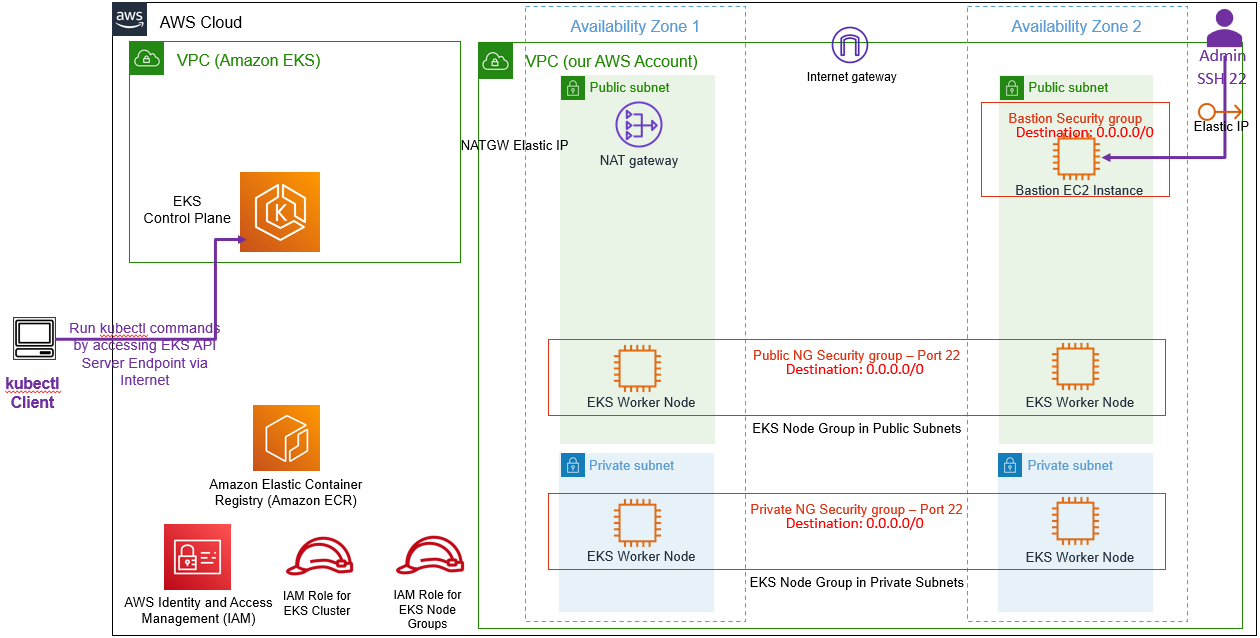 aws
AWS Cloud
VPC (Amazon EKS)
EKS
Control Plane
Run kubectl commands
by accessing EKS API
Server Endpoint via
Internet
kubectl
Client
Amazon Elastic Container
Registry (Amazon ECR)
AWS Identity and Access
Management (IAM)
IAM Role for
EKS Cluster
IAM Role for
EKS Node
Groups
VPC (our AWS Account)
Availability Zone 1
Public subnet
NATGW Elastic IP
NAT gateway
Internet gateway
Availability Zone 2
Public subnet
Bastion Security group
Destination: 0.0.0.0/0
Bastion EC2 Instance
Admin
SSH 22
Elastic IP
Public NG Security group – Port 22
Destination: 0.0.0.0/0
EKS Worker Node
EKS Worker Node
EKS Node Group in Public Subnets
Private subnet
Private subnet
Private NG Security group – Port 22
Destination: 0.0.0.0/0
EKS Worker Node
EKS Worker Node
EKS Node Group in Private Subnets